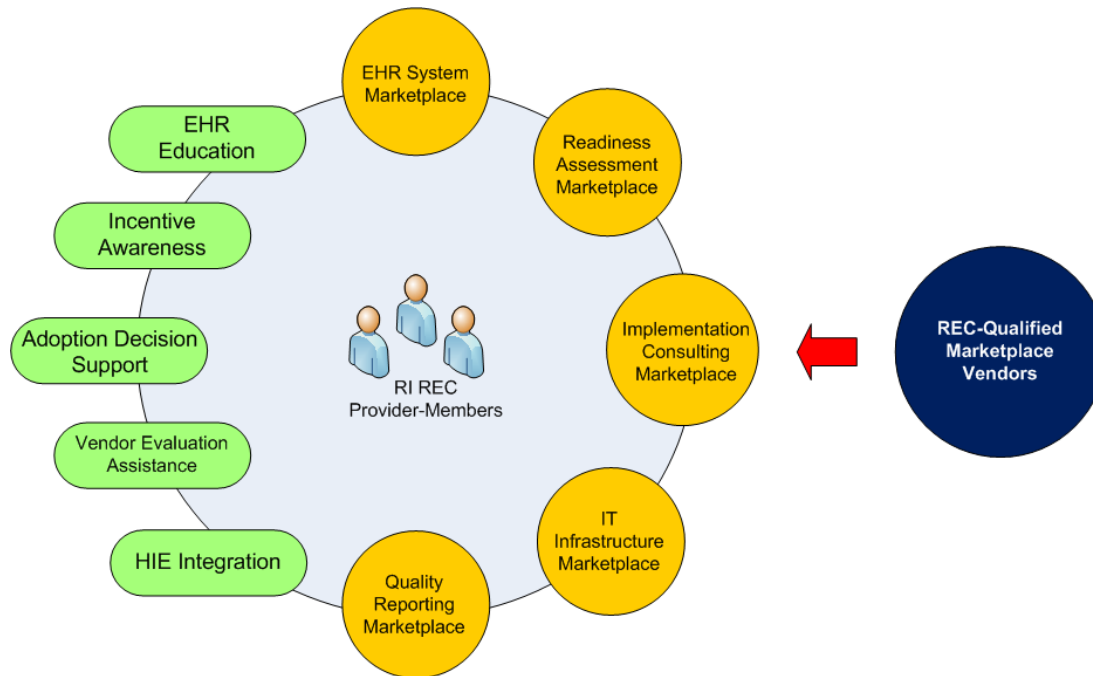 EHR System
Marketplace
EHR
Education
Readiness
Assessment
Marketplace
Incentive
Awareness
Adoption Decision
Support
Implementation
Consulting
Marketplace
REC-Qualified
Marketplace
Vendors
RI REC
Provider-Members
Vendor Evaluation
Assistance
IT
Infrastructure
Marketplace
HIE Integration
Quality
Reporting
Marketplace